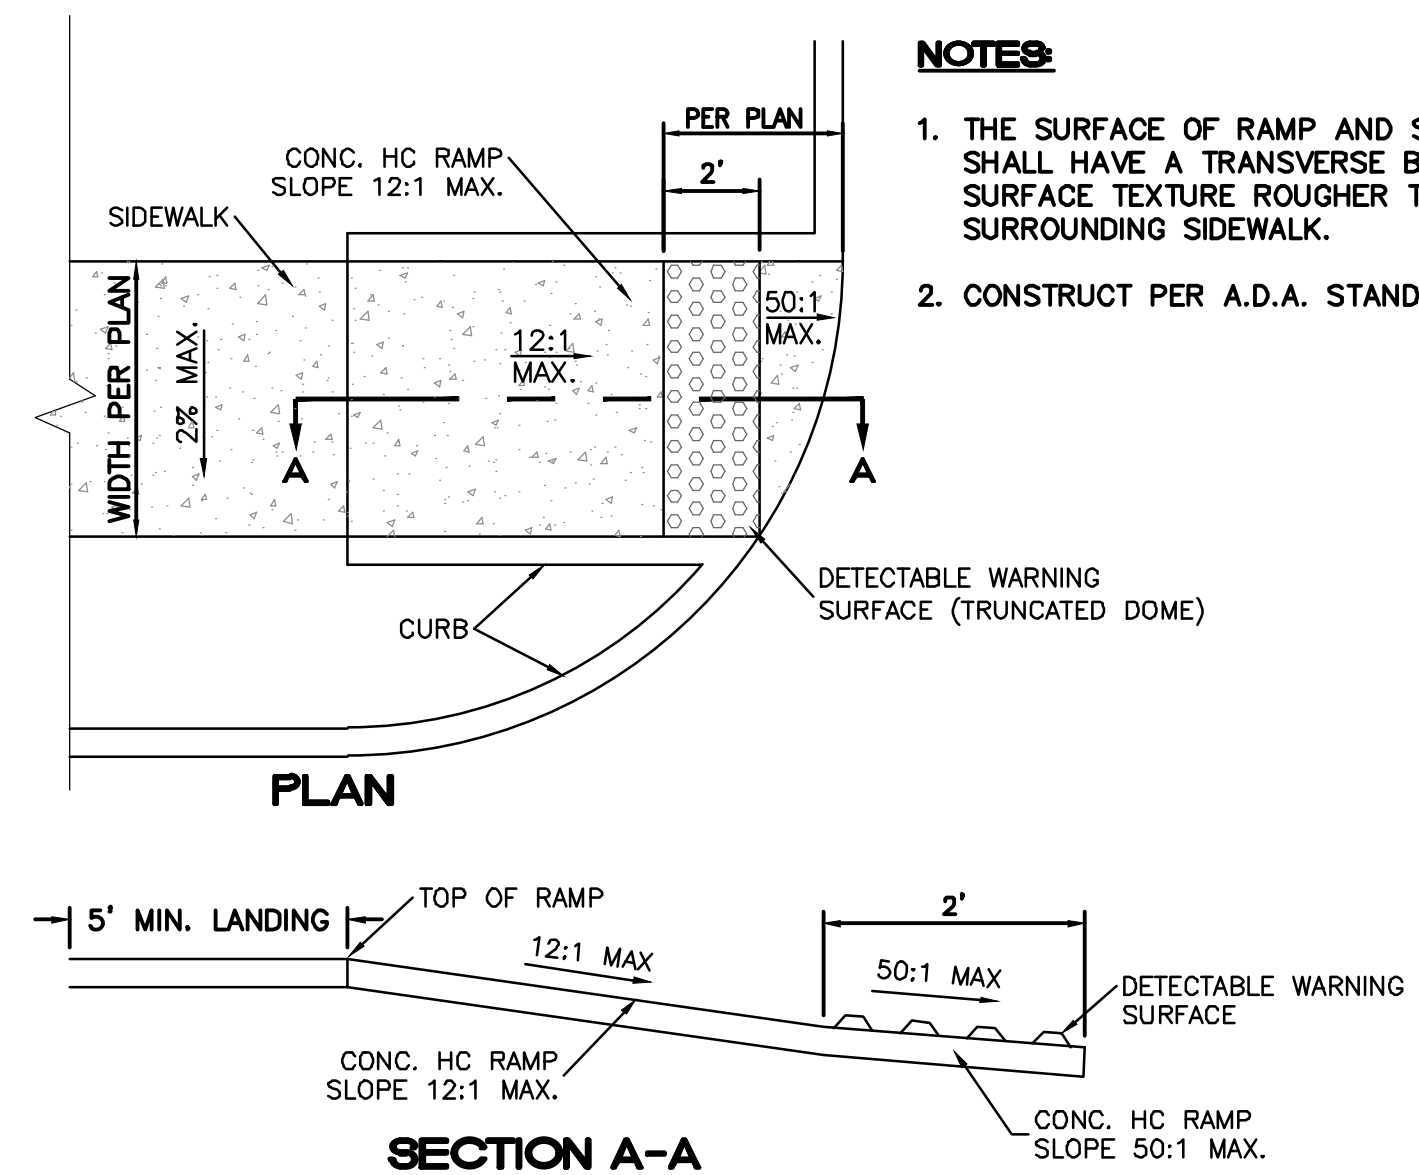 NOTES:
1. THE SURFACE OF RAMP AND
SHALL HAVE A TRANSVERSE
SURFACE TEXTURE ROUGHER
SURROUNDING SIDEWALK.
2. CONSTRUCT PER A.D.A. STAND
PER PLAN
2'
CONC. HC RAMP
SLOPE 12:1 MAX.
SIDEWALK
WIDTH PER PLAN
2% MAX.
12:1
MAX.
50:1
MAX.
A
A
DETECTABLE WARNING
SURFACE (TRUNCATED DOME)
CURB
PLAN
5' MIN. LANDING
TOP OF RAMP
12:1 MAX
2'
50:1 MAX
DETECTABLE WARNING
SURFACE
CONC. HC RAMP
SLOPE 12:1 MAX.
CONC. HC RAMP
SLOPE 50:1 MAX.
SECTION A-A